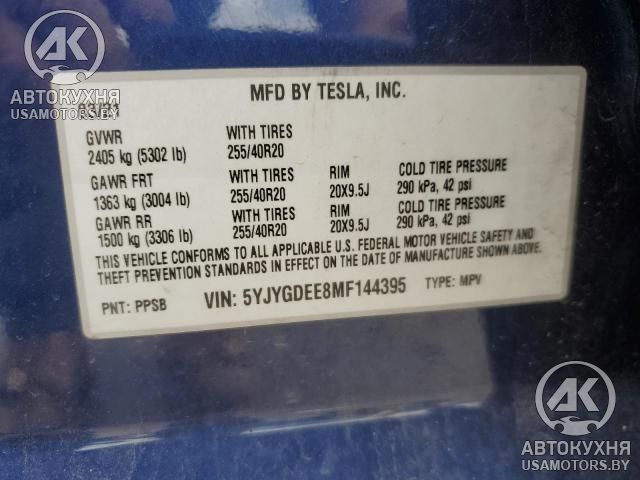 AK
АВТОКУХНЯ
USAMOTORS.BY
MFD BY TESLA, INC.
GVWR WITH TIRES
2405 kg (5302 lb) 255/40R20
GAWR FRT WITH TIRES RIM COLD TIRE PRESSURE
1363 kg (3004 lb) 255/40R20 20X9.5J 290 kPa, 42 psi
GAWR RR WITH TIRES RIM COLD TIRE PRESSURE
1500 kg (3306 lb) 255/40R20 20X9.5J 290 kPa, 42 psi
THIS VEHICLE CONFORMS TO ALL APPLICABLE U.S. FEDERAL MOTOR VEHICLE SAFETY AND
THEFT PREVENTION STANDARDS IN EFFECT ON THE DATE OF MANUFACTURE SHOWN ABOVE.
PNT: PPSB VIN: 5YJYGDEE8MF144395 TYPE: MPV
AK
АВТОКУХНЯ
USAMOTORS.BY